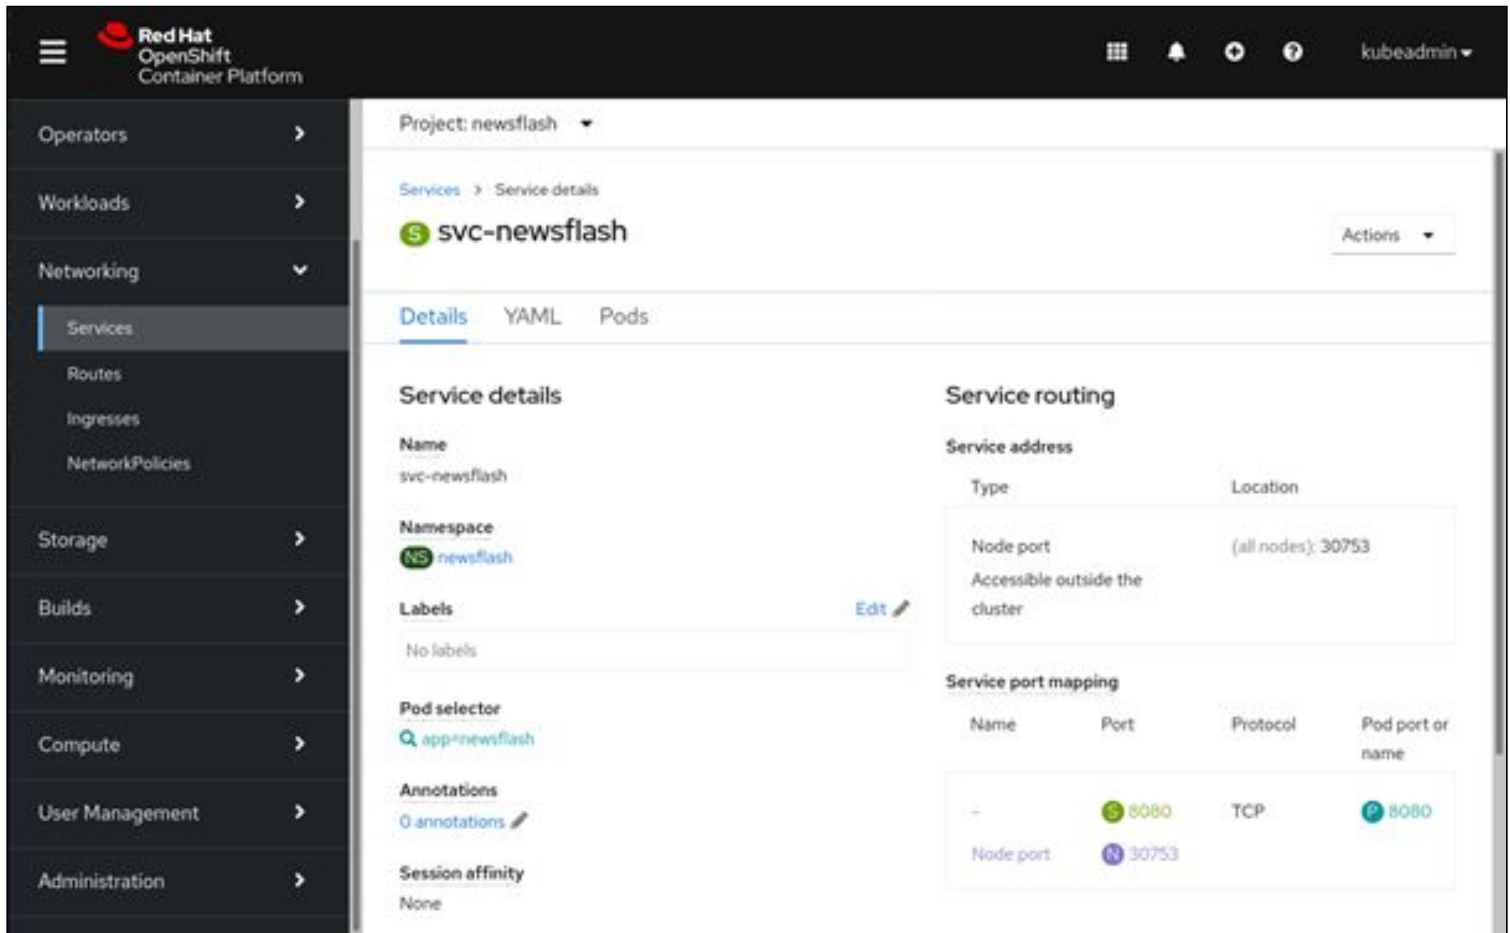 Red Hat
OpenShift
Container Platform
kubeadmin
Operators
Workloads
Networking
Services
Routes
Ingresses
NetworkPolicies
Storage
Builds
Monitoring
Compute
User Management
Administration
Project: newsflash
Services > Service details
S svc-newsflash
Actions
Details YAML Pods
Service details
Name
svc-newsflash
Namespace
NS newsflash
Labels Edit
No labels
Pod selector
app=newsflash
Annotations
0 annotations
Session affinity
None
Service routing
Service address
Type Location
Node port (all nodes): 30753
Accessible outside the
cluster
Service port mapping
Name Port Protocol Pod port or
name
- S 8080 TCP P 8080
Node port N 30753